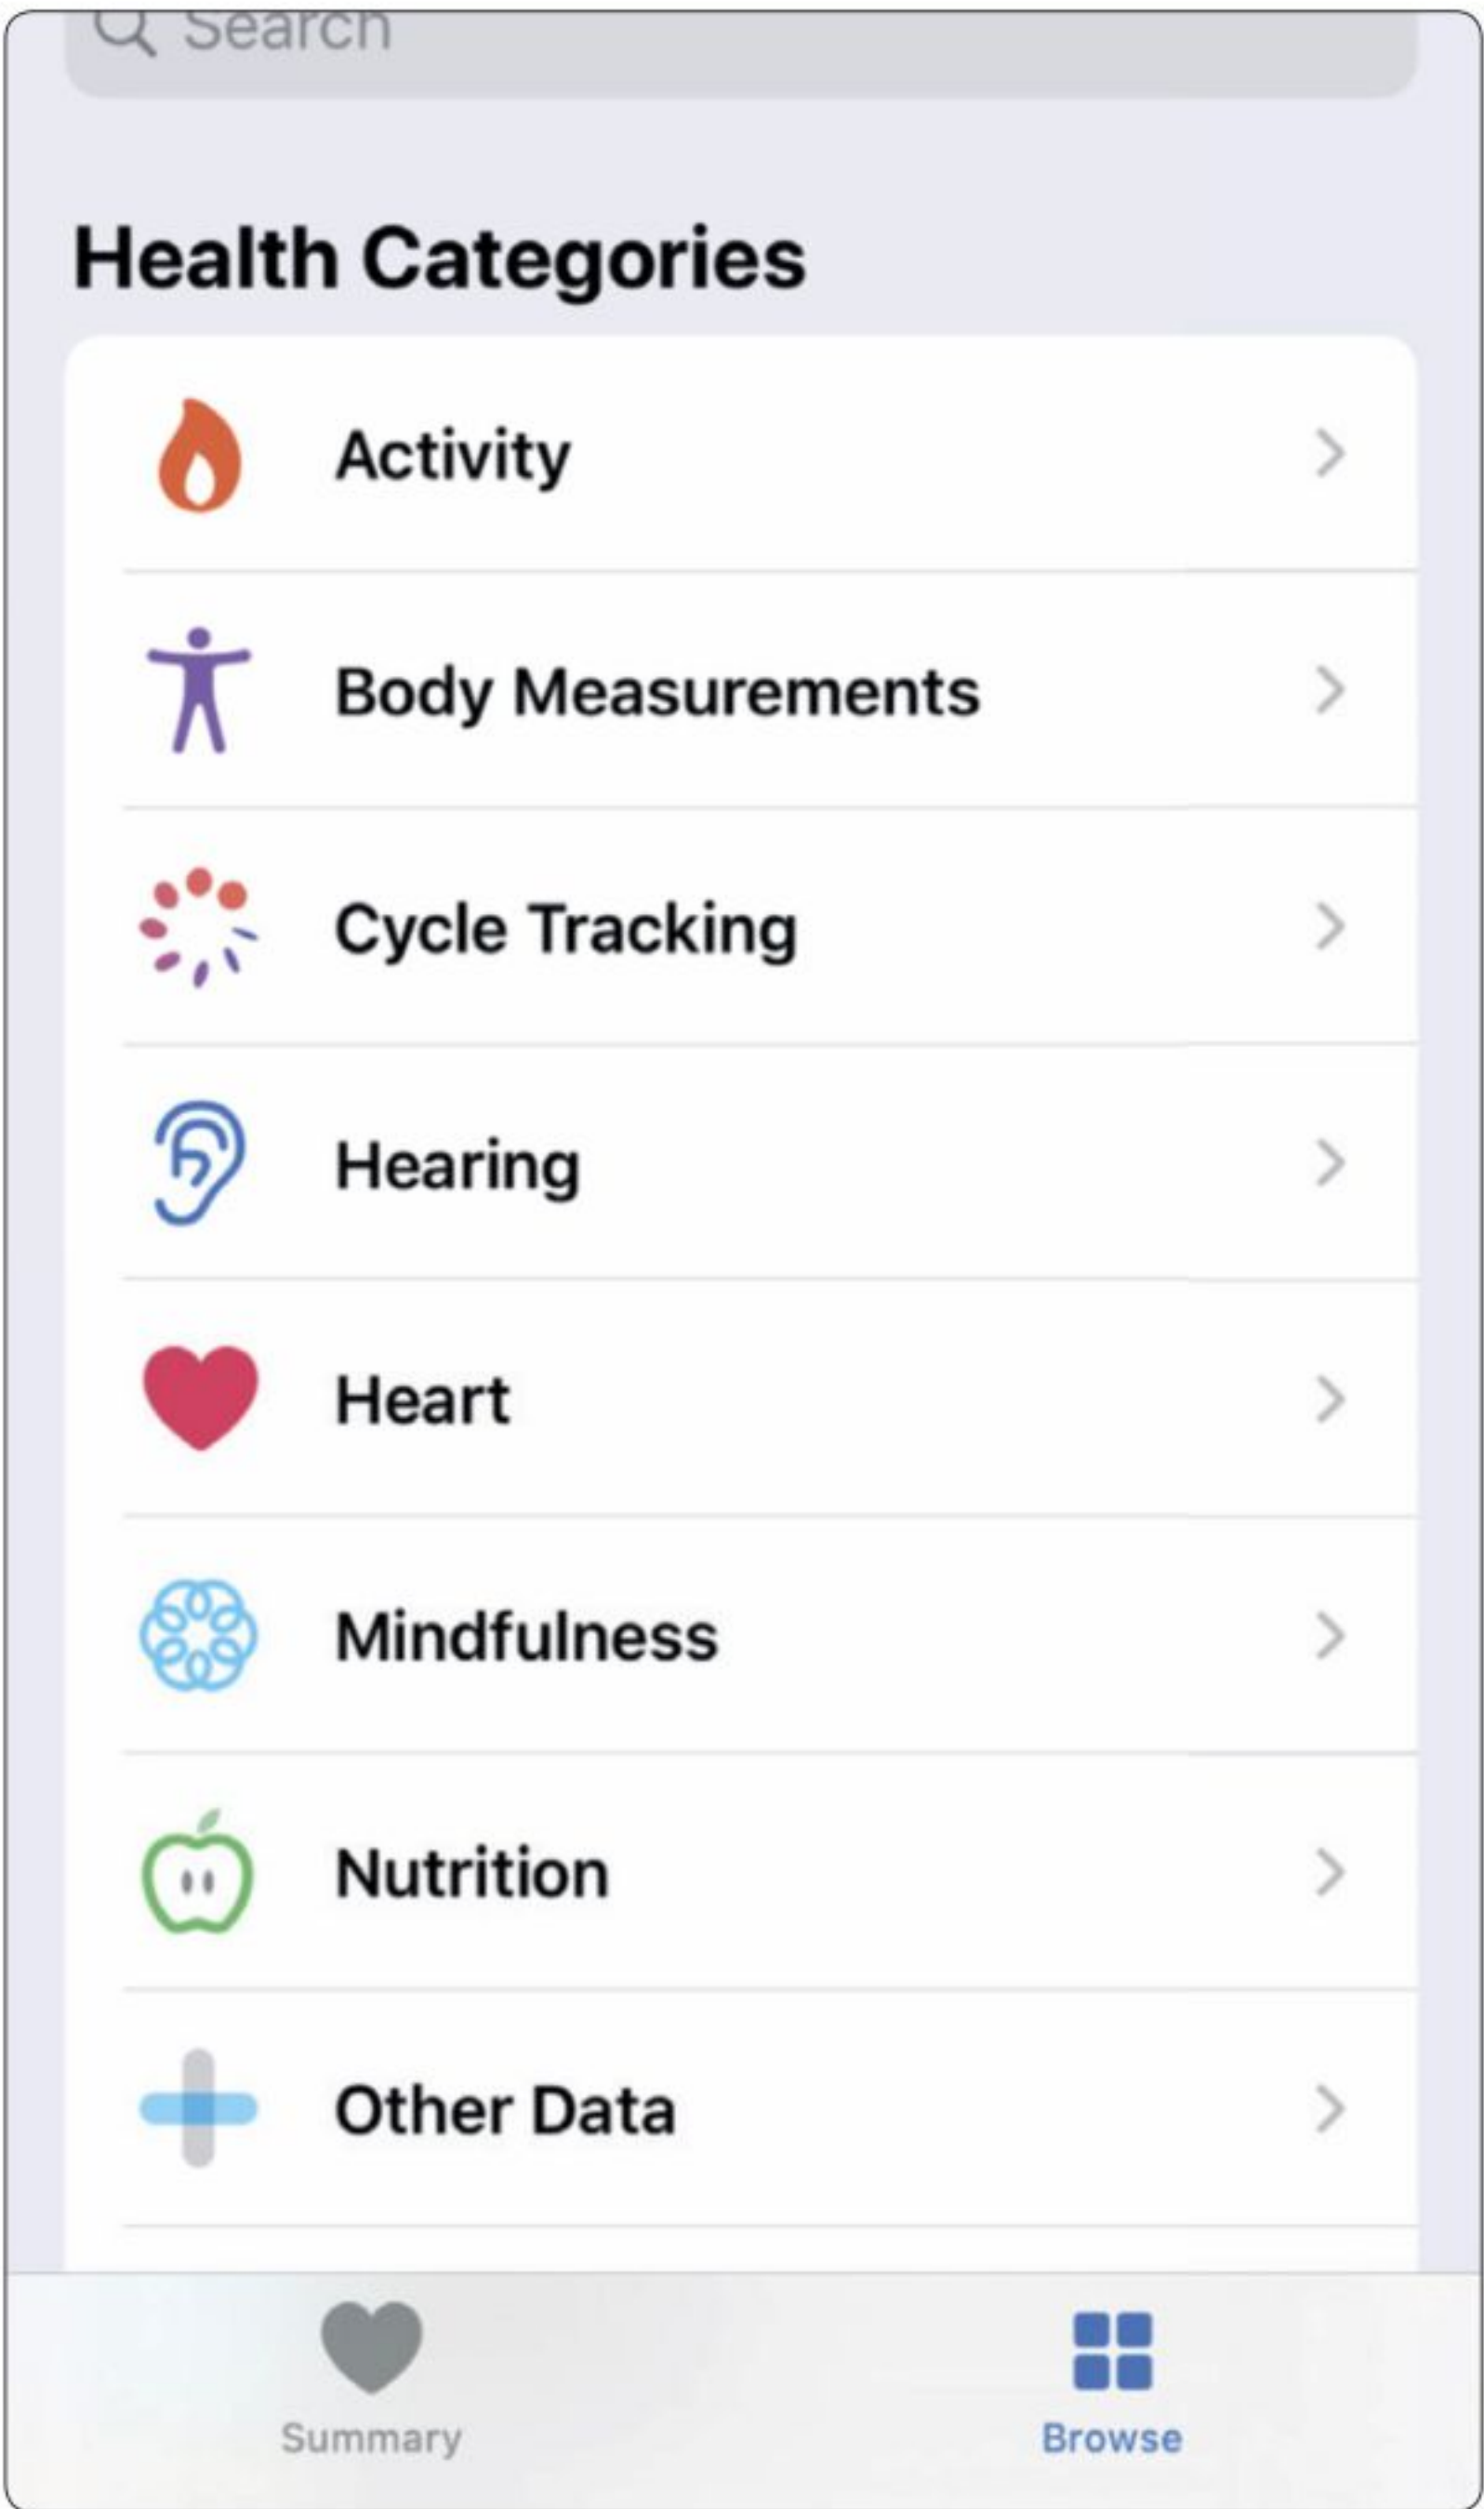 Search
Health Categories
Activity
Body Measurements
Cycle Tracking
Hearing
Heart
Mindfulness
Nutrition
Other Data
Summary
Browse